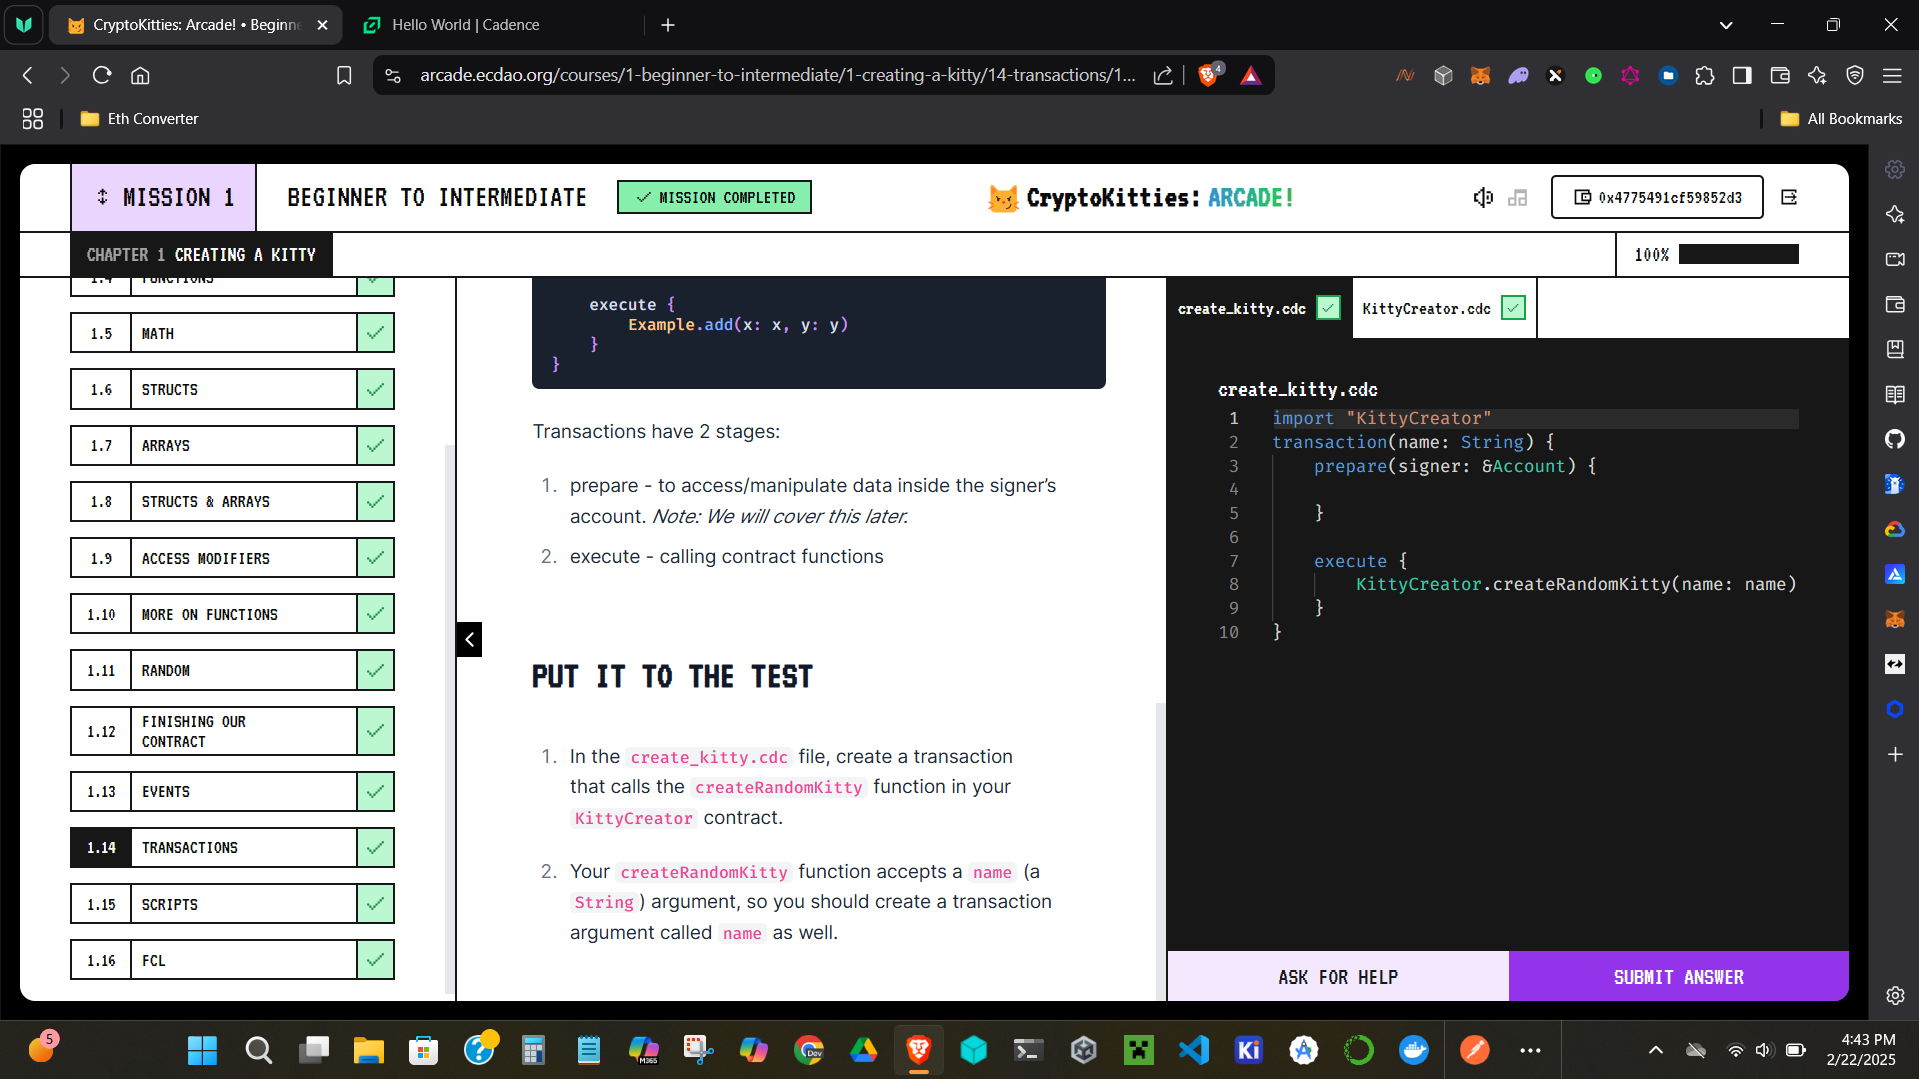 CryptoKitties: Arcade! • Beginne
Hello World | Cadence
arcade.ecdao.org/courses/1-beginner-to-intermediate/1-creating-a-kitty/14-transactions/1...
4
Eth Converter
All Bookmarks
MISSION 1
BEGINNER TO INTERMEDIATE
MISSION COMPLETED
CryptoKitties: ARCADE!
0x4775491cf59852d3
CHAPTER 1 CREATING A KITTY
100%
1.4 FUNCTIONS
1.5 MATH
1.6 STRUCTS
1.7 ARRAYS
1.8 STRUCTS & ARRAYS
1.9 ACCESS MODIFIERS
1.10 MORE ON FUNCTIONS
1.11 RANDOM
1.12 FINISHING OUR
CONTRACT
1.13 EVENTS
1.14 TRANSACTIONS
1.15 SCRIPTS
1.16 FCL
execute {
Example.add(x: x, y: y)
}
}
Transactions have 2 stages:
1. prepare - to access/manipulate data inside the signer's
account. Note: We will cover this later.
2. execute - calling contract functions
PUT IT TO THE TEST
1. In the create_kitty.cdc file, create a transaction
that calls the createRandomKitty function in your
KittyCreator contract.
2. Your createRandomKitty function accepts a name (a
String) argument, so you should create a transaction
argument called name as well.
create_kitty.cdc
KittyCreator.cdc
create_kitty.cdc
1 import "KittyCreator"
2 transaction(name: String) {
3 prepare(signer: &Account) {
4
5 }
6
7 execute {
8 KittyCreator.createRandomKitty(name: name)
9 }
10 }
ASK FOR HELP
SUBMIT ANSWER
5
M365
Dev
Ki
4:43 PM
2/22/2025